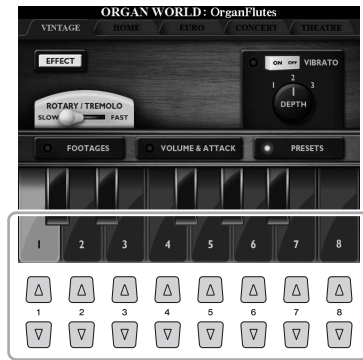 ORGAN WORLD: OrganFlutes
VINTAGE HOME EURO CONCERT THEATRE
EFFECT
ON OFF VIBRATO
1 2 3
DEPTH
ROTARY / TREMOLO
SLOW FAST
FOOTAGES VOLUME & ATTACK PRESETS
1 2 3 4 5 6 7 8
1 2 3 4 5 6 7 8